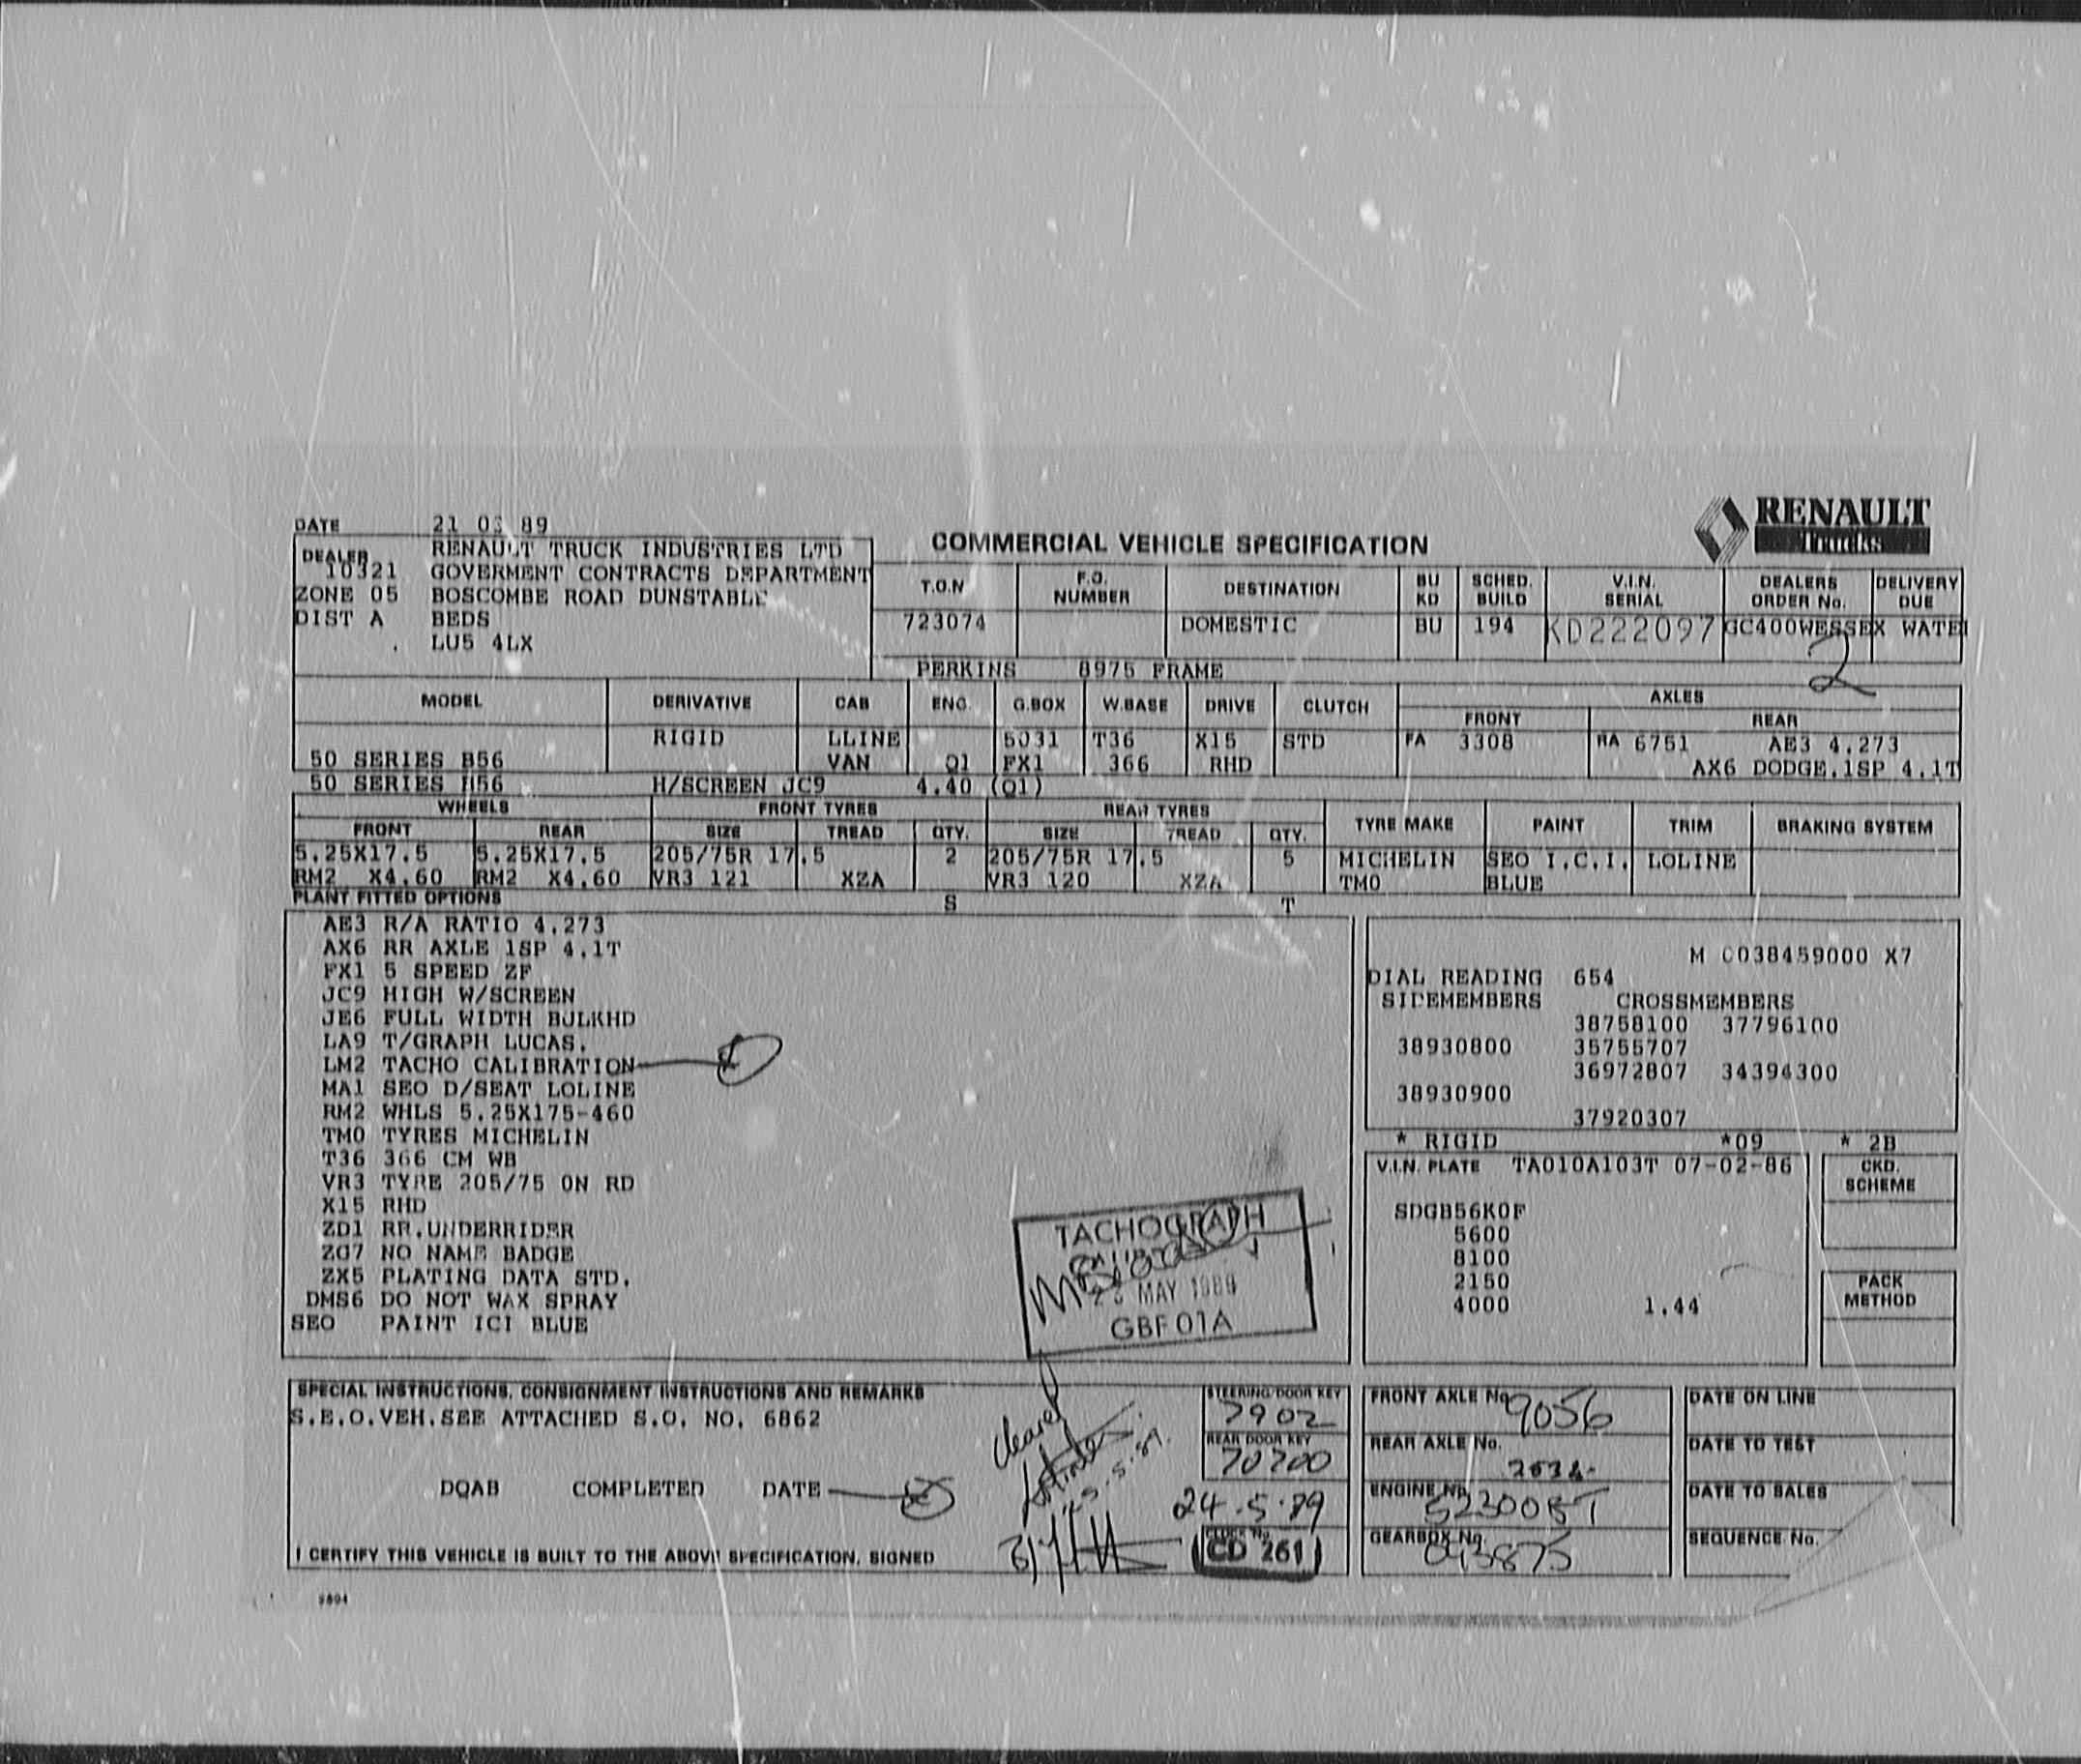 RENAULT
Trucks
DATE 21 03 89
COMMERCIAL VEHICLE SPECIFICATION
DEALER RENAULT TRUCK INDUSTRIES LTD
10321 GOVERMENT CONTRACTS DEPARTMENT
ZONE 05 BOSCOMBE ROAD DUNSTABLE
DIST A BEDS
. LU5 4LX
T.O.N F.O. NUMBER DESTINATION BU KD SCHED. BUILD V.I.N. SERIAL DEALERS ORDER No. DELIVERY DUE
723074 DOMESTIC BU 194 KD222097 GC400WESSEX WATE
2
PERKINS 8975 FRAME
MODEL DERIVATIVE CAB ENG. G.BOX W.BASE DRIVE CLUTCH AXLES
FRONT REAR
RIGID LLINE 5031 T36 X15 STD FA 3308 RA 6751 AE3 4.273
50 SERIES B56 VAN Q1 FX1 366 RHD AX6 DODGE.1SP 4.1T
50 SERIES B56 H/SCREEN JC9 4.40 (Q1)
WHEELS FRONT TYRES REAR TYRES TYRE MAKE PAINT TRIM BRAKING SYSTEM
FRONT REAR SIZE TREAD QTY. SIZE TREAD QTY.
5.25X17.5 5.25X17.5 205/75R 17.5 2 205/75R 17.5 5 MICHELIN SEO I.C.I. LOLINE
RM2 X4.60 RM2 X4.60 VR3 121 XZA VR3 120 XZA TM0 BLUE
PLANT FITTED OPTIONS S T
AE3 R/A RATIO 4.273
AX6 RR AXLE 1SP 4.1T
FX1 5 SPEED ZF
JC9 HIGH W/SCREEN
JE6 FULL WIDTH BULKHD
LA9 T/GRAPH LUCAS.
LM2 TACHO CALIBRATION
MA1 SEO D/SEAT LOLINE
RM2 WHLS 5.25X175-460
TM0 TYRES MICHELIN
T36 366 CM WB
VR3 TYRE 205/75 ON RD
X15 RHD
ZD1 RR.UNDERRIDER
ZG7 NO NAME BADGE
ZX5 PLATING DATA STD.
DMS6 DO NOT WAX SPRAY
SEO PAINT ICI BLUE
TACHOGRAPH
MAY 1989
GBF01A
M C038459000 X7
DIAL READING 654
SIDEMEMBERS CROSSMEMBERS
38758100 37796100
38930800 35755707
36972807 34394300
38930900
37920307
* RIGID *09 * 2B
V.I.N. PLATE TA010A103T 07-02-86
SDGB56K0F
5600
8100
2150
4000 1.44
CKD. SCHEME
PACK METHOD
SPECIAL INSTRUCTIONS, CONSIGNMENT INSTRUCTIONS AND REMARKS
S.E.O.VEH.SEE ATTACHED S.O. NO. 6862
DQAB COMPLETED DATE
cleared
I CERTIFY THIS VEHICLE IS BUILT TO THE ABOVE SPECIFICATION. SIGNED
STEERING/DOOR KEY
7902
REAR DOOR KEY
70700
24.5.89
CLOCK No.
CD 261
FRONT AXLE No. 9056
REAR AXLE No.
ENGINE No.
GEARBOX No. 043875
DATE ON LINE
DATE TO TEST
DATE TO SALES
SEQUENCE No.